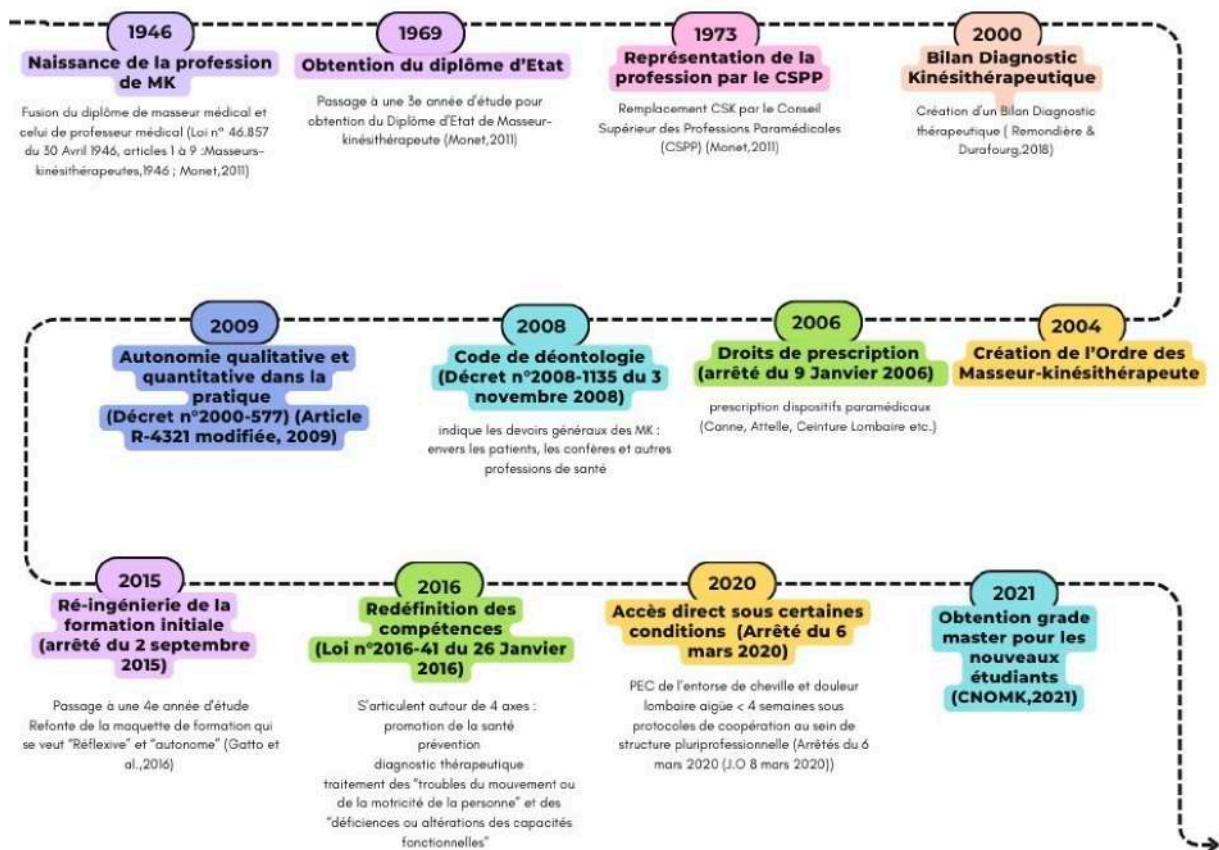 1946
Naissance de la profession
de MK
Fusion du diplôme de masseur médical et
celui de professeur médical (Loi n° 46.857
du 30 Avril 1946, articles 1 à 9 :Masseurs-
kinésithérapeutes,1946 ; Monet,2011)
1969
Obtention du diplôme d'Etat
Passage à une 3e année d'étude pour
obtention du Diplôme d'Etat de Masseur-
kinésithérapeute (Monet,2011)
1973
Représentation de la
profession par le CSPP
Remplacement CSK par le Conseil
Supérieur des Professions Paramédicales
(CSPP) (Monet,2011)
2000
Bilan Diagnostic
Kinésithérapeutique
Création d'un Bilan Diagnostic
thérapeutique ( Remondière &
Durafourg,2018)
2004
Création de l'Ordre des
Masseur-kinésithérapeute
2006
Droits de prescription
(arrêté du 9 Janvier 2006)
prescription dispositifs paramédicaux
(Canne, Attelle, Ceinture Lombaire etc.)
2008
Code de déontologie
(Décret n°2008-1135 du 3
novembre 2008)
indique les devoirs généraux des MK :
envers les patients, les confères et autres
professions de santé
2009
Autonomie qualitative et
quantitative dans la
pratique
(Décret n°2000-577) (Article
R-4321 modifiée, 2009)
2015
Ré-ingénierie de la
formation initiale
(arrêté du 2 septembre
2015)
Passage à une 4e année d'étude
Refonte de la maquette de formation qui
se veut "Réflexive" et "autonome" (Gatto et
al.,2016)
2016
Redéfinition des
compétences
(Loi n°2016-41 du 26 Janvier
2016)
S'articulent autour de 4 axes :
promotion de la santé
prévention
diagnostic thérapeutique
traitement des "troubles du mouvement ou
de la motricité de la personne" et des
"déficiences ou altérations des capacités
fonctionnelles"
2020
Accès direct sous certaines
conditions (Arrêté du 6
mars 2020)
PEC de l'entorse de cheville et douleur
lombaire aigüe < 4 semaines sous
protocoles de coopération au sein de
structure pluriprofessionnelle (Arrêtés du 6
mars 2020 (J.O 8 mars 2020))
2021
Obtention grade
master pour les
nouveaux
étudiants
(CNOMK,2021)